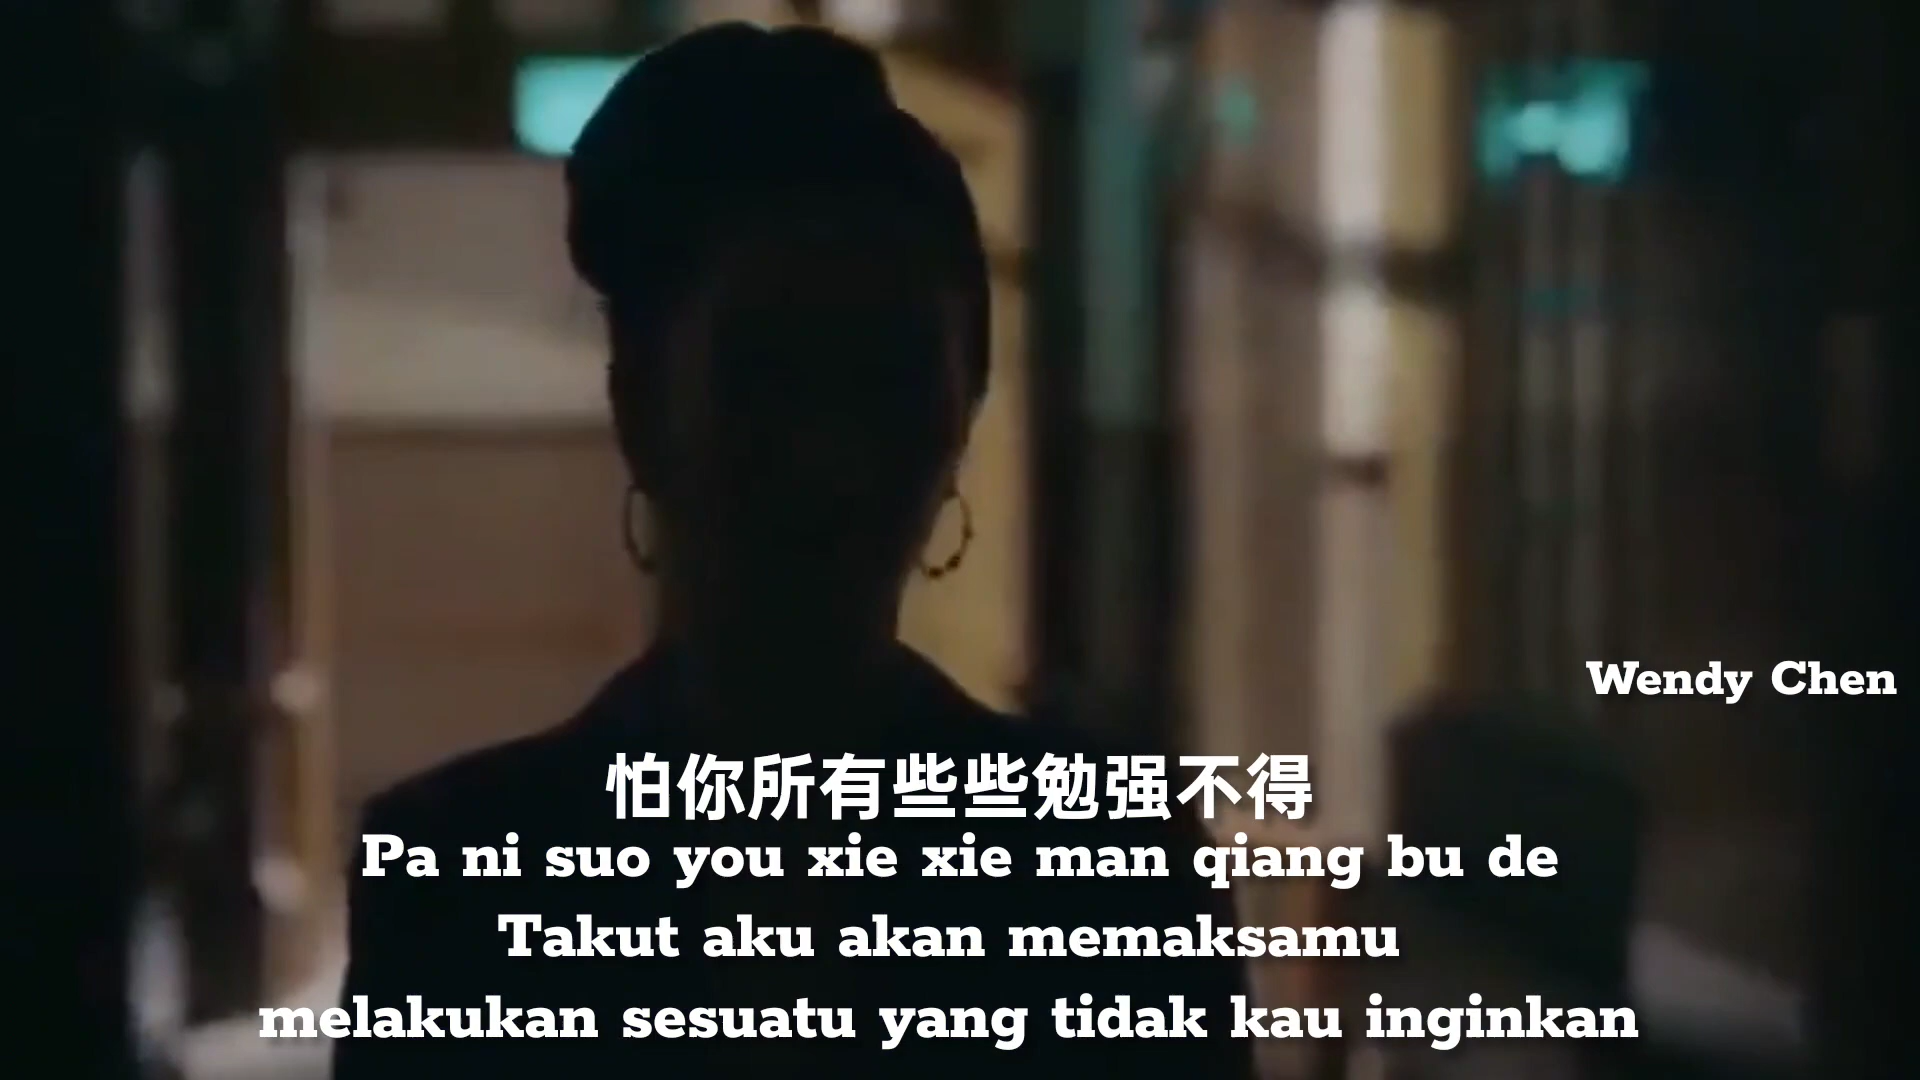 Wendy Chen
怕你所有些些勉强不得
Pa ni suo you xie xie man qiang bu de
Takut aku akan memaksamu
melakukan sesuatu yang tidak kau inginkan